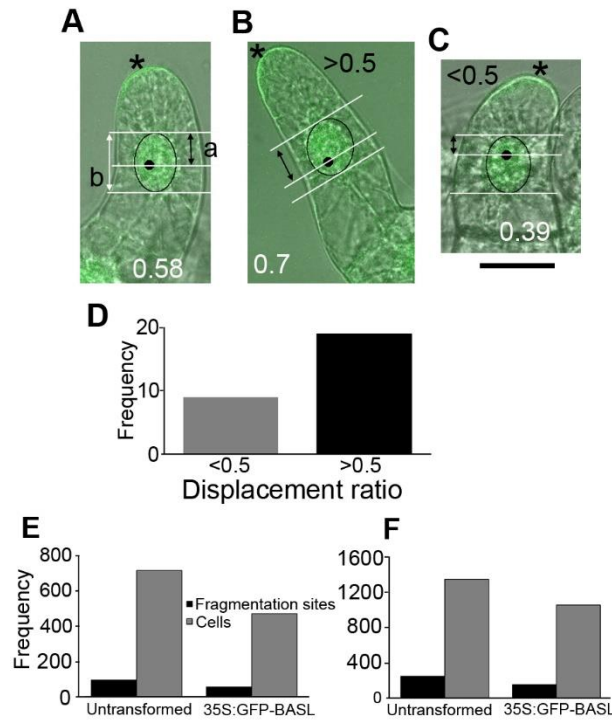 A
B
C
*
*
*
>0.5
<0.5
a
b
0.58
0.7
0.39
D
20
10
0
Frequency
<0.5
>0.5
Displacement ratio
E
F
800
600
400
200
0
Frequency
Fragmentation sites
Cells
Untransformed
35S:GFP-BASL
1600
1200
800
400
0
Untransformed
35S:GFP-BASL